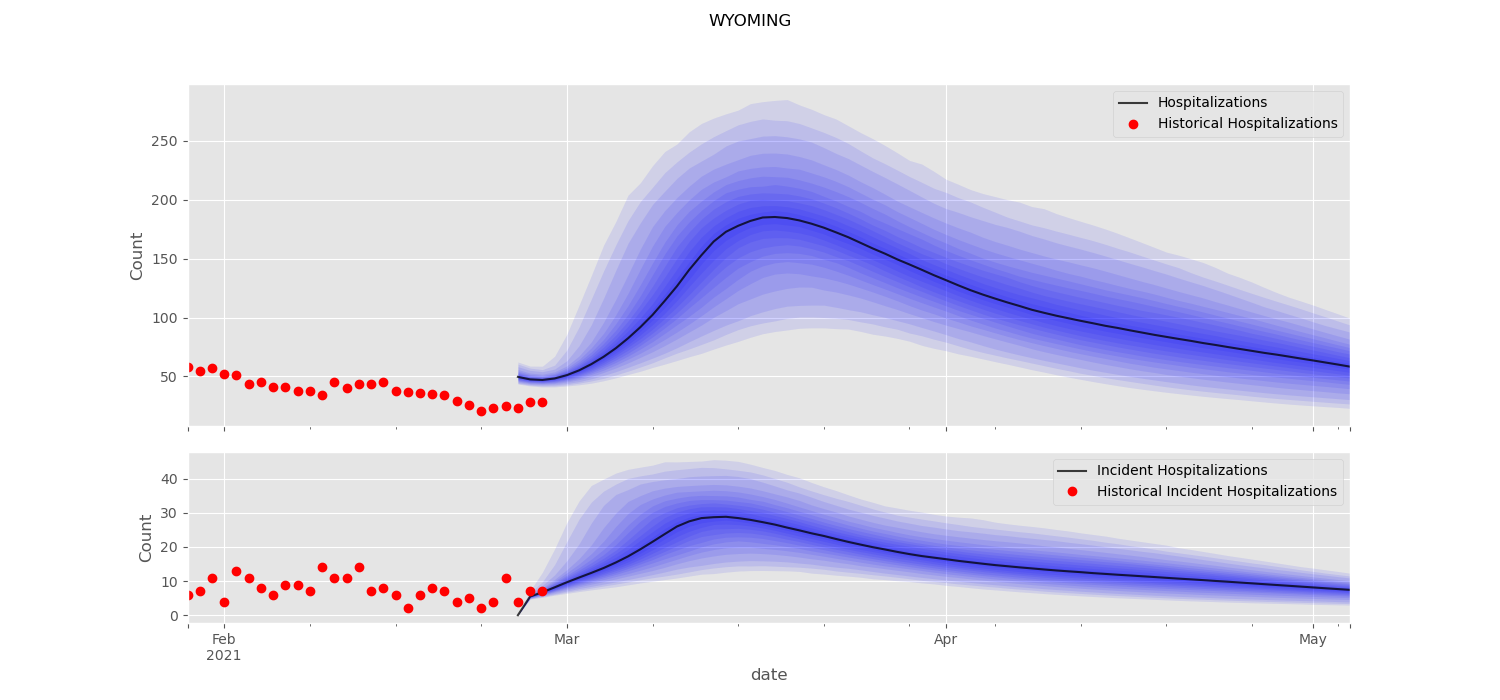 WYOMING
Hospitalizations
Historical Hospitalizations
250
200
150
100
50
Count
Incident Hospitalizations
Historical Incident Hospitalizations
40
30
20
10
0
Count
Feb
2021
Mar
Apr
May
date